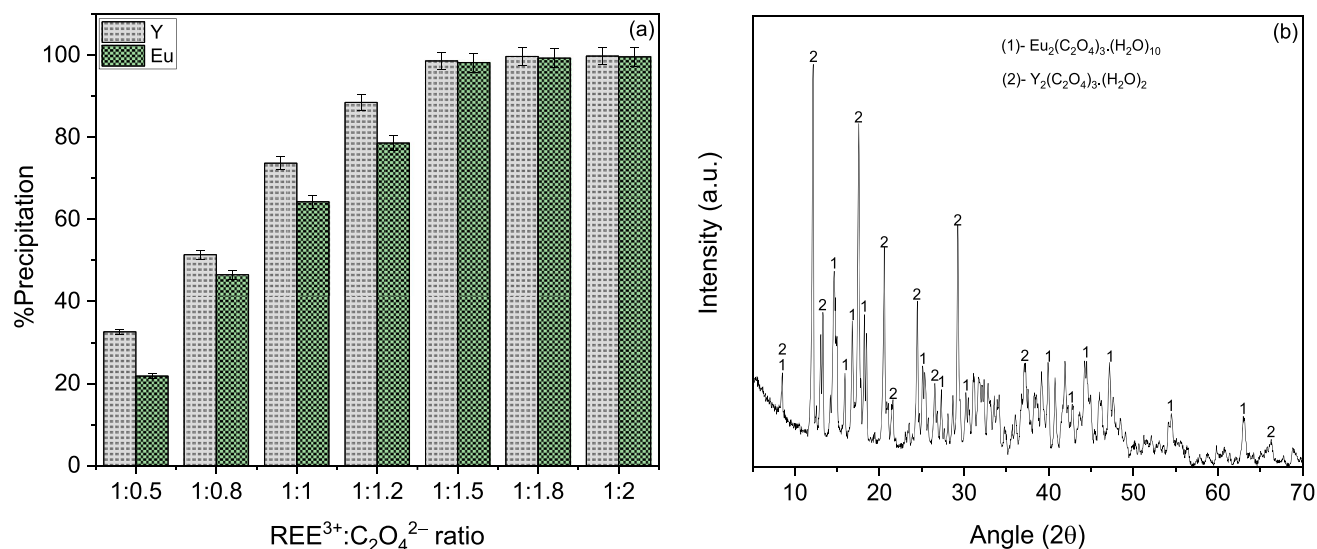 (a)
Y
Eu
100
80
60
40
20
0
%Precipitation
1:0.5 1:0.8 1:1 1:1.2 1:1.5 1:1.8 1:2
REE³⁺:C₂O₄²⁻ ratio
(b)
(1)- Eu₂(C₂O₄)₃.(H₂O)₁₀
(2)- Y₂(C₂O₄)₃.(H₂O)₂
2
1
2
2
1
1
1
2
1
2
2
2
1
2
1
2
1
2
1
1
1
1
1
1
2
Intensity (a.u.)
10 20 30 40 50 60 70
Angle (2θ)